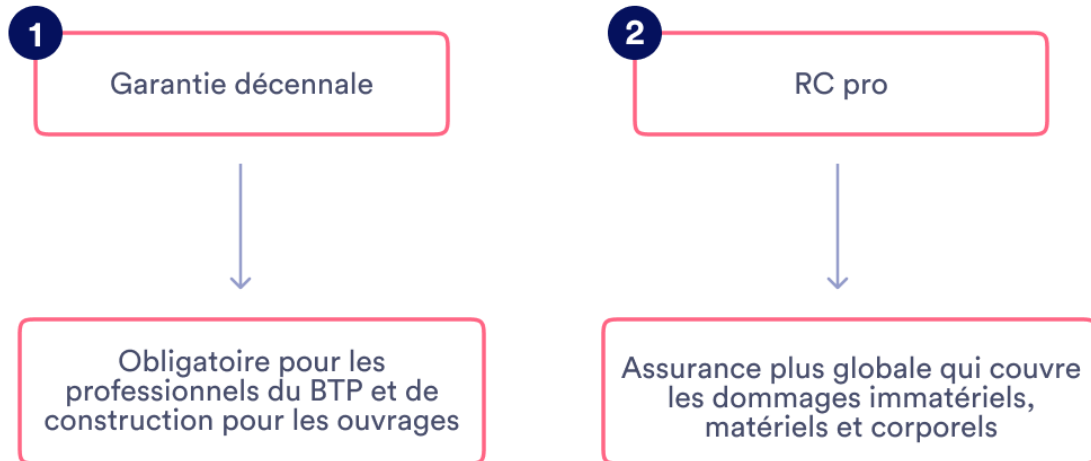 1
Garantie décennale
Obligatoire pour les
professionnels du BTP et de
construction pour les ouvrages
2
RC pro
Assurance plus globale qui couvre
les dommages immatériels,
matériels et corporels